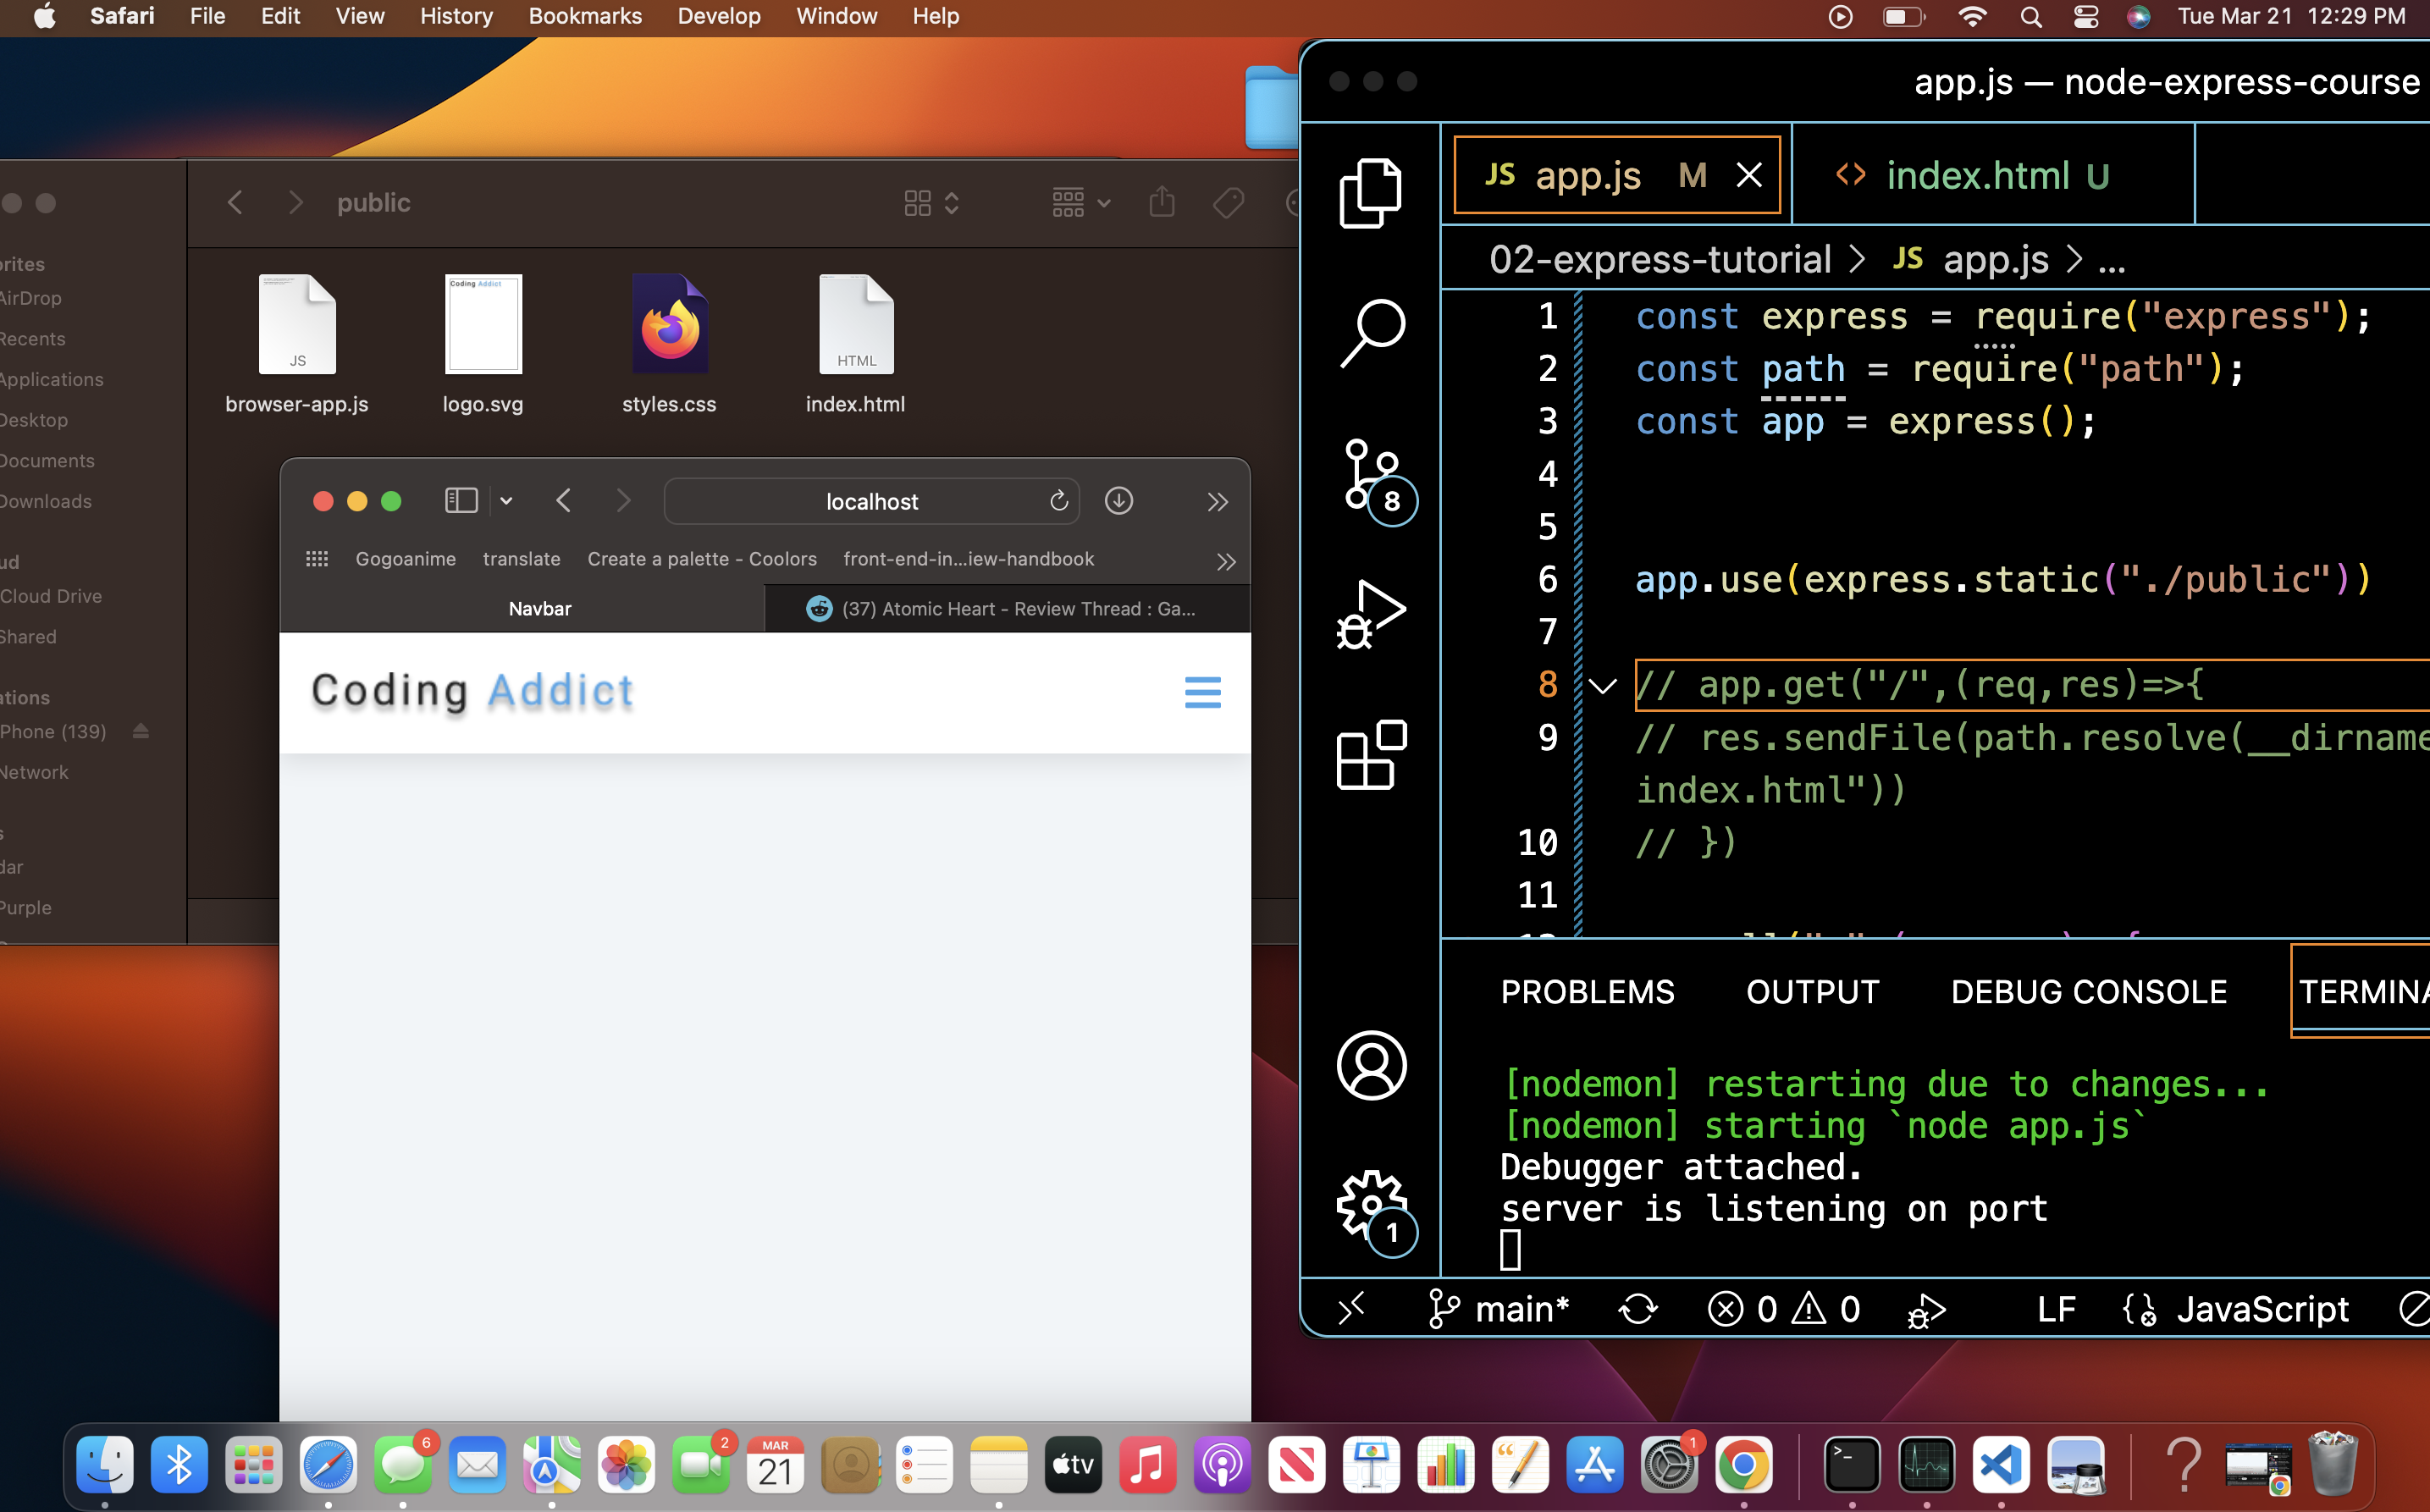 Safari File Edit View History Bookmarks Develop Window Help Tue Mar 21 12:29 PM
public
rites
AirDrop
Recents
Applications
Desktop
Documents
Downloads
ud
Cloud Drive
Shared
ations
Phone (139)
Network
s
dar
Purple
JS
Coding Addict
HTML
browser-app.js logo.svg styles.css index.html
localhost
Gogoanime translate Create a palette - Coolors front-end-in...iew-handbook
Navbar (37) Atomic Heart - Review Thread : Ga...
Coding Addict
app.js — node-express-course
JS app.js M <> index.html U
02-express-tutorial > JS app.js > ...
1 const express = require("express");
2 const path = require("path");
3 const app = express();
4
5
6 app.use(express.static("./public"))
7
8 // app.get("/",(req,res)=>{
9 // res.sendFile(path.resolve(__dirname
index.html"))
10 // })
11
8
PROBLEMS OUTPUT DEBUG CONSOLE TERMINA
[nodemon] restarting due to changes...
[nodemon] starting `node app.js`
Debugger attached.
server is listening on port
1
main* 0 0 LF JavaScript
6 2 MAR 21 tv 1